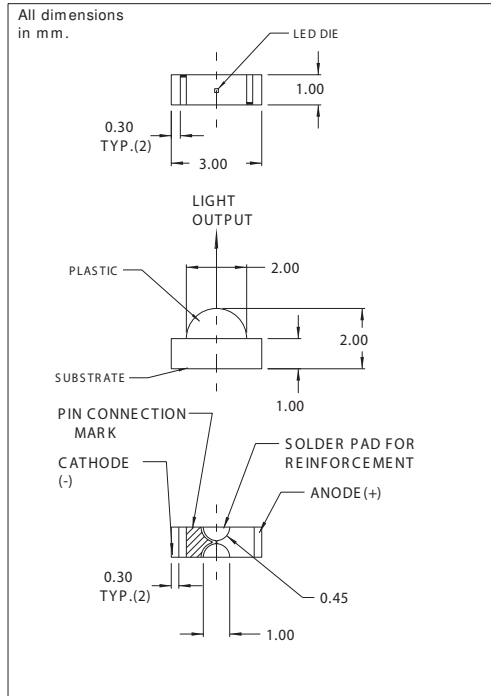 All dimensions
in mm.
LED DIE
1.00
0.30
TYP.(2)
3.00
LIGHT
OUTPUT
PLASTIC
2.00
2.00
SUBSTRATE
1.00
PIN CONNECTION
MARK
SOLDER PAD FOR
REINFORCEMENT
CATHODE
(-)
ANODE(+)
0.30
TYP.(2)
0.45
1.00